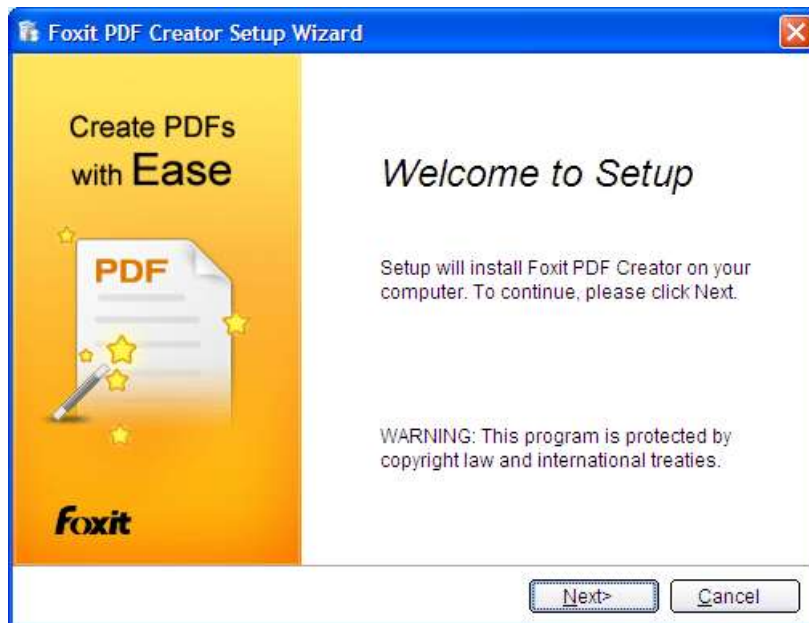 Foxit PDF Creator Setup Wizard
Create PDFs
with Ease
PDF
Foxit
Welcome to Setup
Setup will install Foxit PDF Creator on your
computer. To continue, please click Next.
WARNING: This program is protected by
copyright law and international treaties.
Next>
Cancel